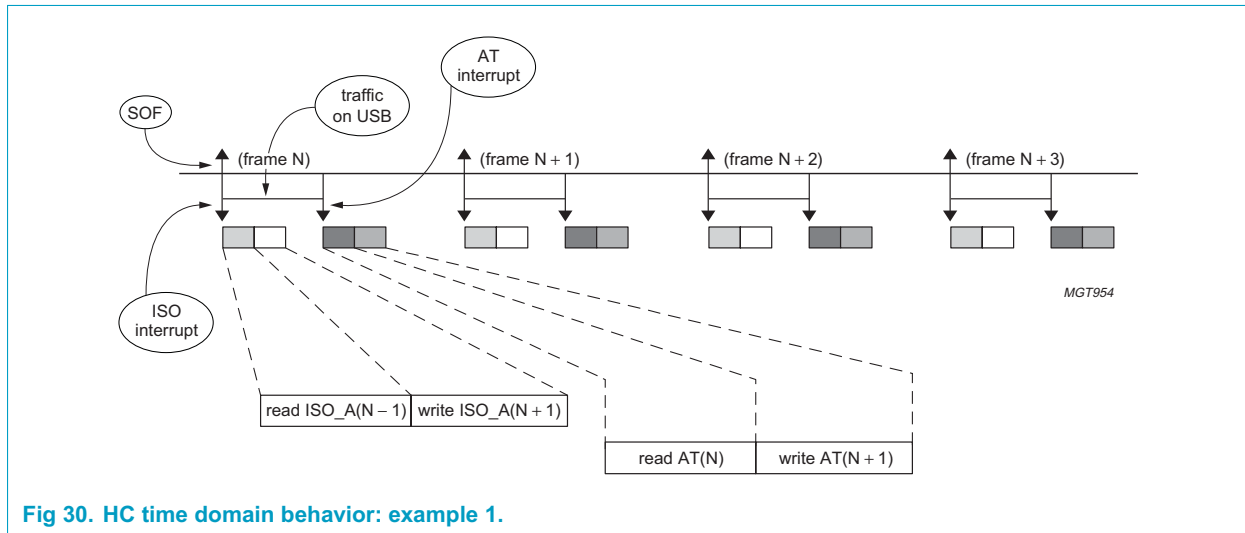 AT
interrupt
traffic
on USB
SOF
(frame N)
(frame N + 1)
(frame N + 2)
(frame N + 3)
MGT954
ISO
interrupt
read ISO_A(N − 1)
write ISO_A(N + 1)
read AT(N)
write AT(N + 1)
Fig 30. HC time domain behavior: example 1.